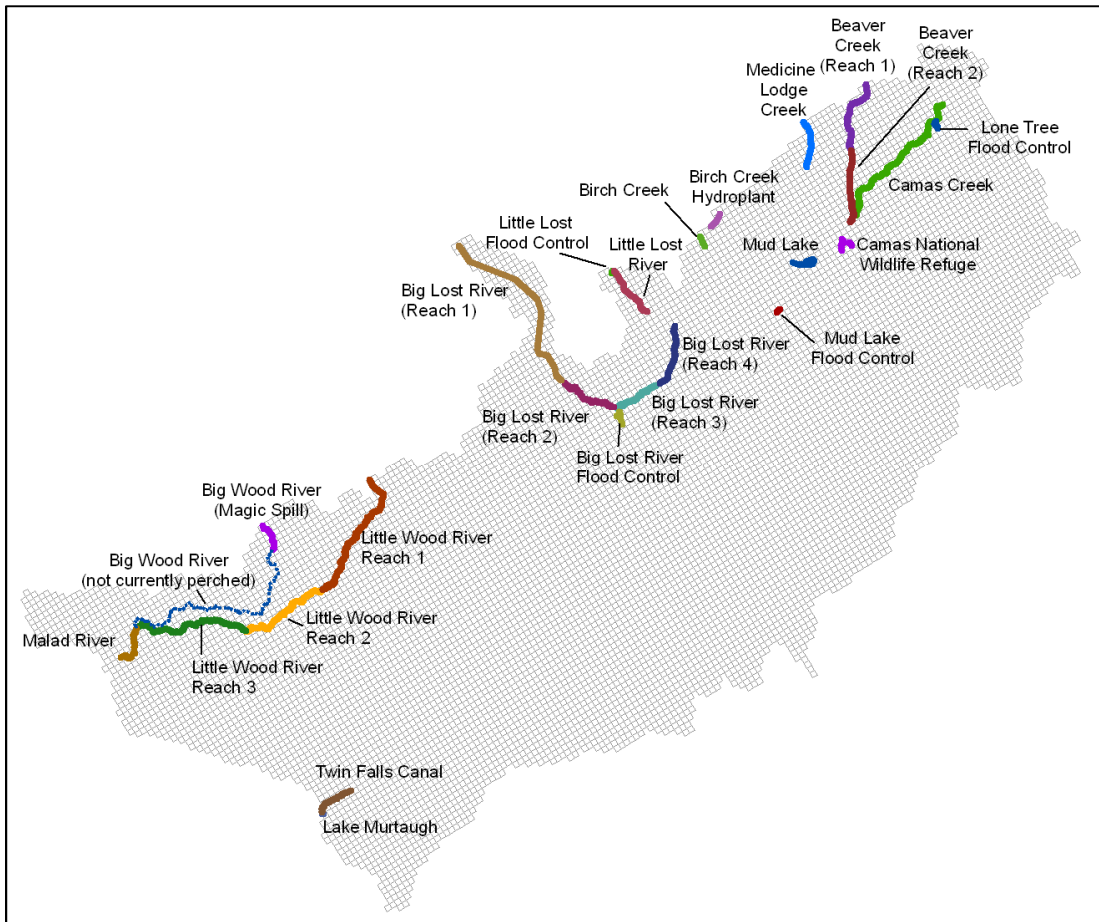 Beaver
Creek
(Reach 1)
Beaver
Creek
(Reach 2)
Medicine
Lodge
Creek
Lone Tree
Flood Control
Camas Creek
Birch Creek
Hydroplant
Birch Creek
Little Lost
Flood Control
Little Lost
River
Mud Lake
Camas National
Wildlife Refuge
Big Lost River
(Reach 1)
Mud Lake
Flood Control
Big Lost River
(Reach 4)
Big Lost River
(Reach 3)
Big Lost River
(Reach 2)
Big Lost River
Flood Control
Big Wood River
(Magic Spill)
Little Wood River
Reach 1
Big Wood River
(not currently perched)
Little Wood River
Reach 2
Malad River
Little Wood River
Reach 3
Twin Falls Canal
Lake Murtaugh